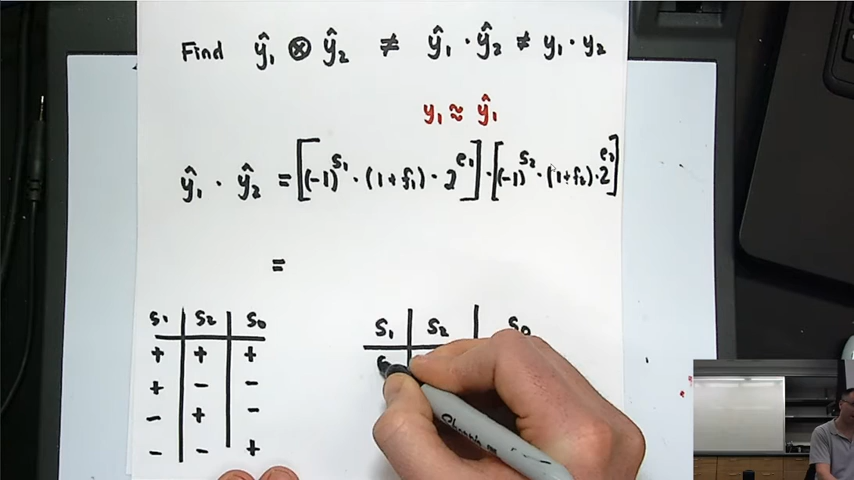 Find ŷ₁ ⊗ ŷ₂ ≠ ŷ₁ · ŷ₂ ≠ y₁ · y₂
y₁ ≈ ŷ₁
ŷ₁ · ŷ₂ = [(-1)^S₁ · (1+f₁) · 2^e₁] · [(-1)^S₂ · (1+f₂) · 2^e₂]
=
S₁ S₂ S₀
+ + +
+ - -
- + -
- - +
S₁ S₂ S₀